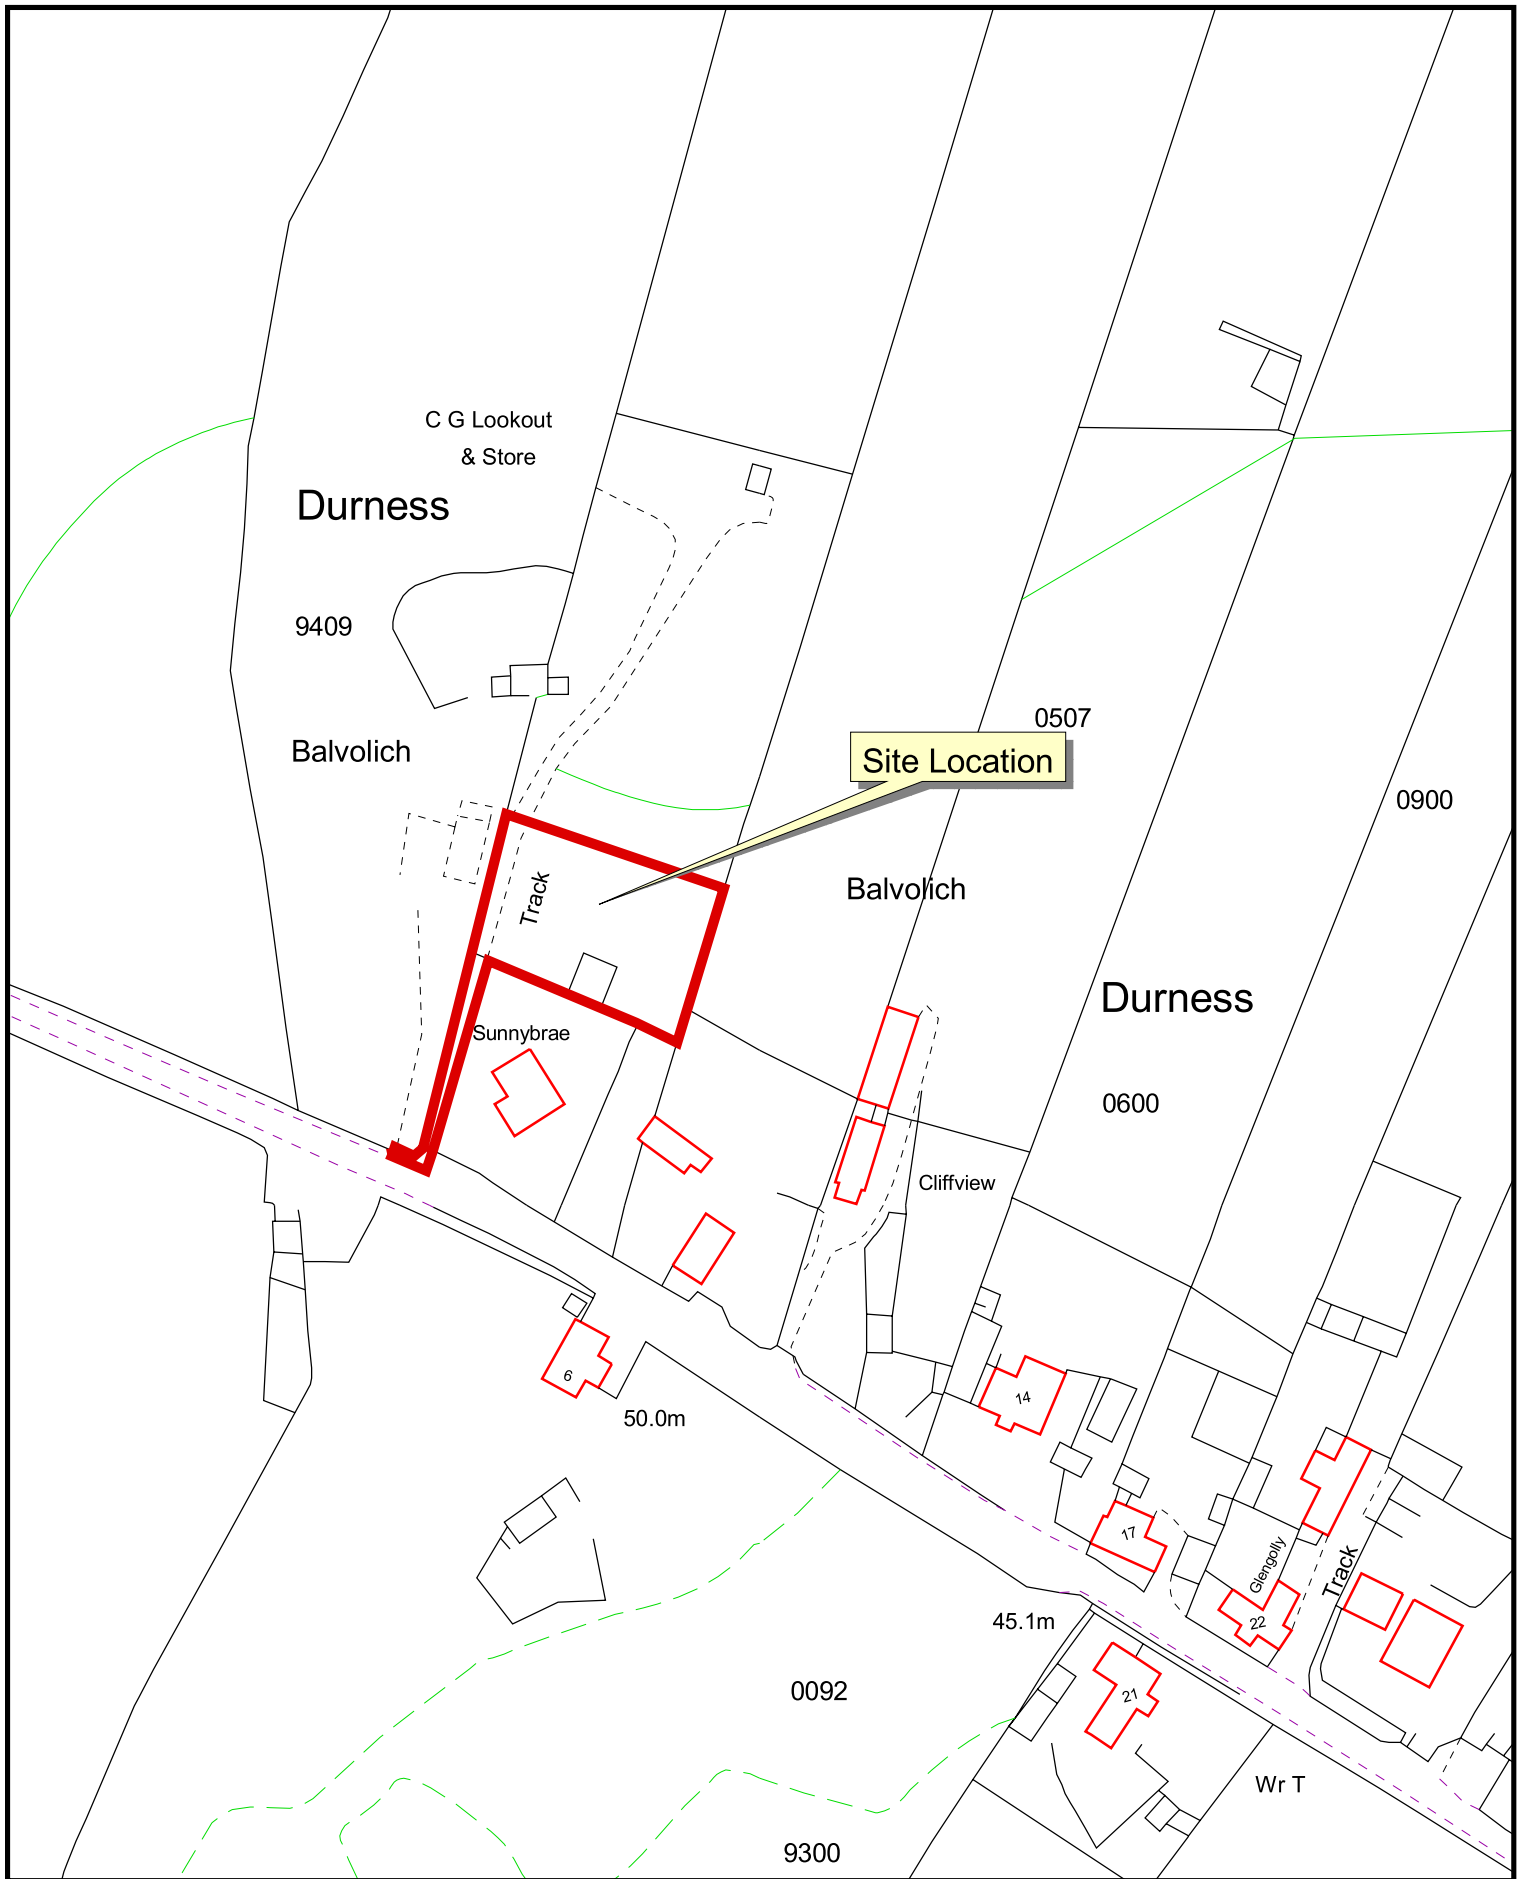 C G Lookout
& Store
Durness
9409
0507
Balvolich
Site Location
0900
Track
Balvolich
Durness
Sunnybrae
0600
Cliffview
6
14
50.0m
17
Glengolly
Track
45.1m
22
0092
21
Wr T
9300